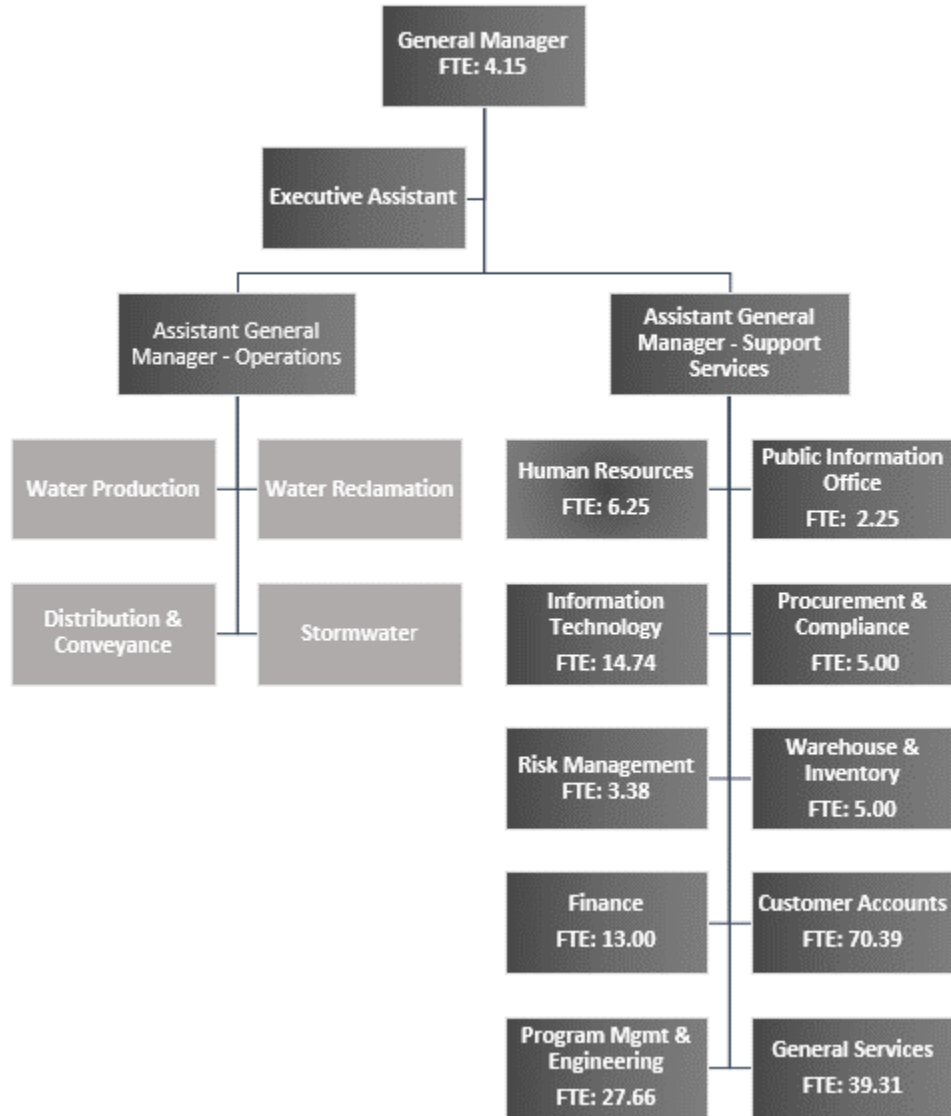 General Manager
FTE: 4.15
Executive Assistant
Assistant General
Manager - Operations
Assistant General
Manager - Support
Services
Water Production
Water Reclamation
Distribution &
Conveyance
Stormwater
Human Resources
FTE: 6.25
Public Information
Office
FTE:  2.25
Information
Technology
FTE: 14.74
Procurement &
Compliance
FTE: 5.00
Risk Management
FTE: 3.38
Warehouse &
Inventory
FTE: 5.00
Finance
FTE: 13.00
Customer Accounts
FTE: 70.39
Program Mgmt &
Engineering
FTE: 27.66
General Services
FTE: 39.31